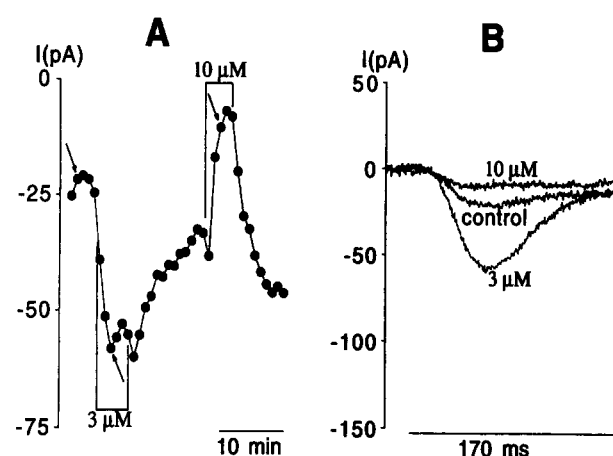 A
I(pA)
0
-25
-50
-75
10 µM
3 µM
10 min
B
I(pA)
50
0
-50
-100
-150
10 µM
control
3 µM
170 ms